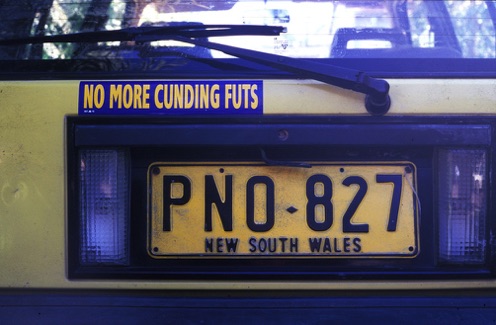 NO MORE CUNDING FUTS
PNO·827
NEW SOUTH WALES